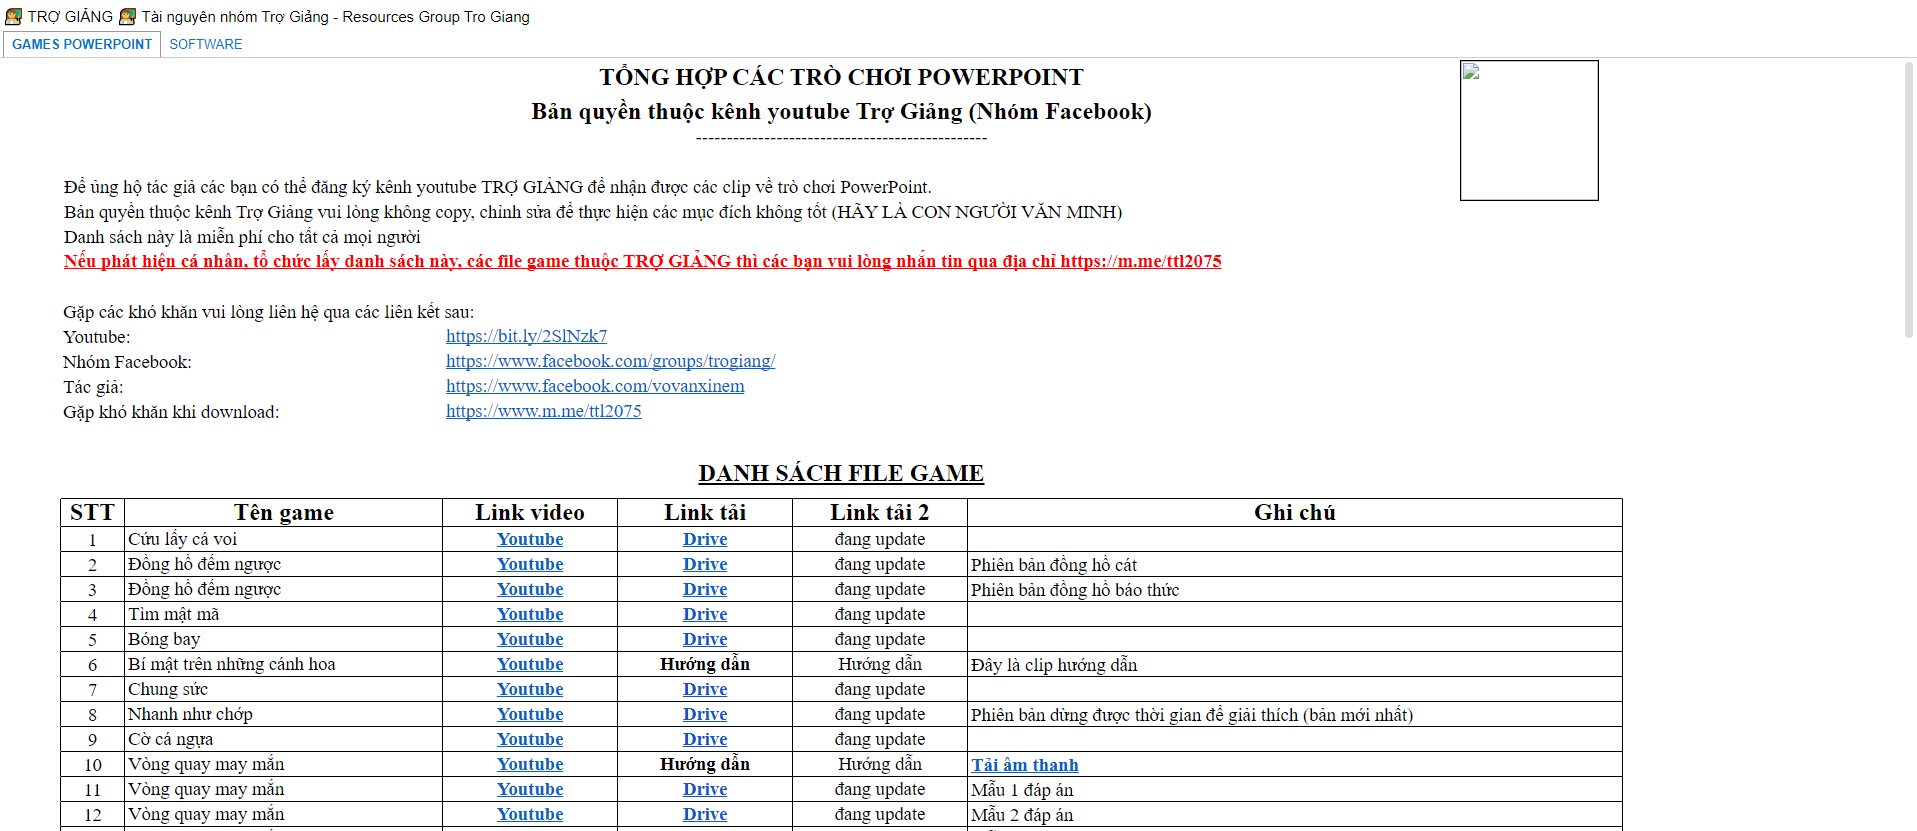 TRỢ GIẢNG Tài nguyên nhóm Trợ Giảng - Resources Group Tro Giang
GAMES POWERPOINT SOFTWARE
TỔNG HỢP CÁC TRÒ CHƠI POWERPOINT
Bản quyền thuộc kênh youtube Trợ Giảng (Nhóm Facebook)
-----------------------------------------------
Để ủng hộ tác giả các bạn có thể đăng ký kênh youtube TRỢ GIẢNG để nhận được các clip về trò chơi PowerPoint.
Bản quyền thuộc kênh Trợ Giảng vui lòng không copy, chỉnh sửa để thực hiện các mục đích không tốt (HÃY LÀ CON NGƯỜI VĂN MINH)
Danh sách này là miễn phí cho tất cả mọi người
Nếu phát hiện cá nhân, tổ chức lấy danh sách này, các file game thuộc TRỢ GIẢNG thì các bạn vui lòng nhắn tin qua địa chỉ https://m.me/ttl2075
Gặp các khó khăn vui lòng liên hệ qua các liên kết sau:
Youtube: https://bit.ly/2SlNzk7
Nhóm Facebook: https://www.facebook.com/groups/trogiang/
Tác giả: https://www.facebook.com/vovanxinem
Gặp khó khăn khi download: https://www.m.me/ttl2075
DANH SÁCH FILE GAME
STT Tên game Link video Link tải Link tải 2 Ghi chú
1 Cứu lấy cá voi Youtube Drive đang update
2 Đồng hồ đếm ngược Youtube Drive đang update Phiên bản đồng hồ cát
3 Đồng hồ đếm ngược Youtube Drive đang update Phiên bản đồng hồ báo thức
4 Tìm mật mã Youtube Drive đang update
5 Bóng bay Youtube Drive đang update
6 Bí mật trên những cánh hoa Youtube Hướng dẫn Hướng dẫn Đây là clip hướng dẫn
7 Chung sức Youtube Drive đang update
8 Nhanh như chớp Youtube Drive đang update Phiên bản dừng được thời gian để giải thích (bản mới nhất)
9 Cờ cá ngựa Youtube Drive đang update
10 Vòng quay may mắn Youtube Hướng dẫn Hướng dẫn Tải âm thanh
11 Vòng quay may mắn Youtube Drive đang update Mẫu 1 đáp án
12 Vòng quay may mắn Youtube Drive đang update Mẫu 2 đáp án